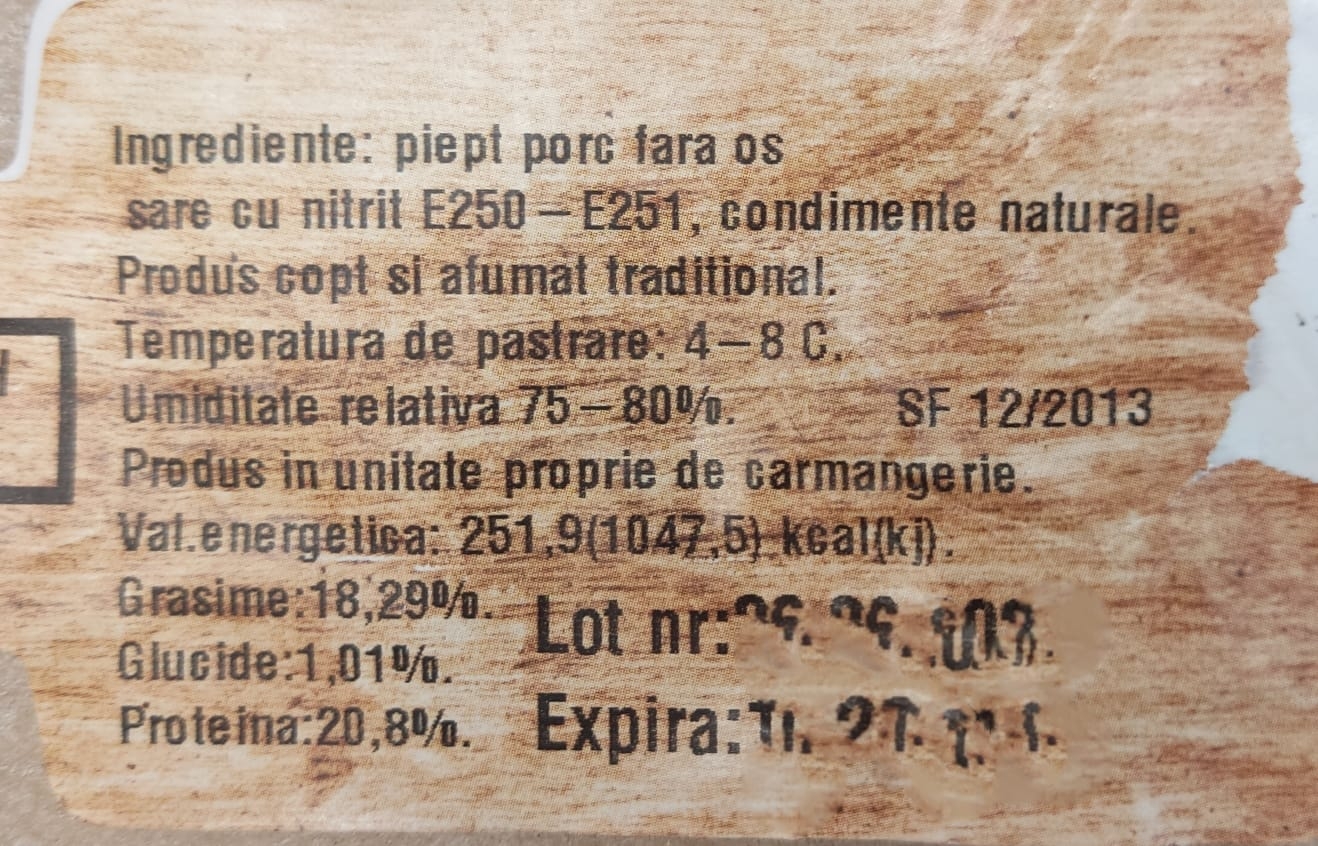 Ingrediente: piept porc fara os
sare cu nitrit E250 – E251, condimente naturale.
Produs copt si afumat traditional.
Temperatura de pastrare: 4–8 C.
Umiditate relativa 75–80%. SF 12/2013
Produs in unitate proprie de carmangerie.
Val.energetica: 251,9(1047,5) kcal(kj).
Grasime:18,29%.
Lot nr:
Glucide:1,01%.
Expira:
Proteina:20,8%.